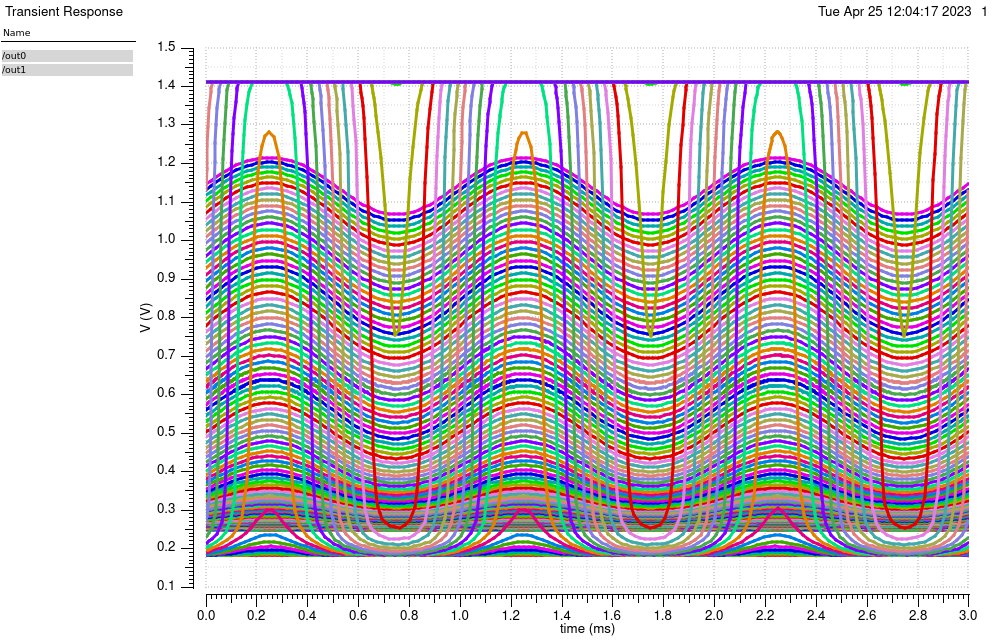 Transient Response
Tue Apr 25 12:04:17 2023 1
Name
/out0
/out1
1.5
1.4
1.3
1.2
1.1
1.0
0.9
0.8
0.7
0.6
0.5
0.4
0.3
0.2
0.1
V (V)
0.0 0.2 0.4 0.6 0.8 1.0 1.2 1.4 1.6 1.8 2.0 2.2 2.4 2.6 2.8 3.0
time (ms)